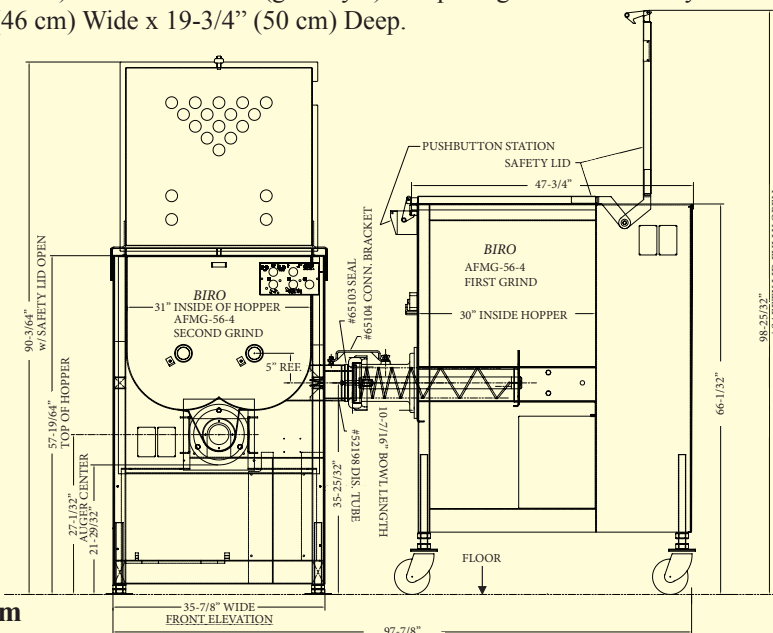 (46 cm) Wide x 19-3/4” (50 cm) Deep.
PUSHBUTTON STATION
SAFETY LID
47-3/4”
90-3/64”
w/ SAFETY LID OPEN
57-19/64”
TOP OF HOPPER
27-1/32”
AUGER CENTER
21-29/32”
BIRO
31” INSIDE OF HOPPER
AFMG-56-4
SECOND GRIND
5” REF.
#65103 SEAL
#65104 CONN. BRACKET
BIRO
AFMG-56-4
FIRST GRIND
30” INSIDE HOPPER
#52198 DIS. TUBE
10-7/16” BOWL LENGTH
35-25/32”
66-1/32”
98-25/32”
FLOOR
35-7/8” WIDE
FRONT ELEVATION
97-7/8”